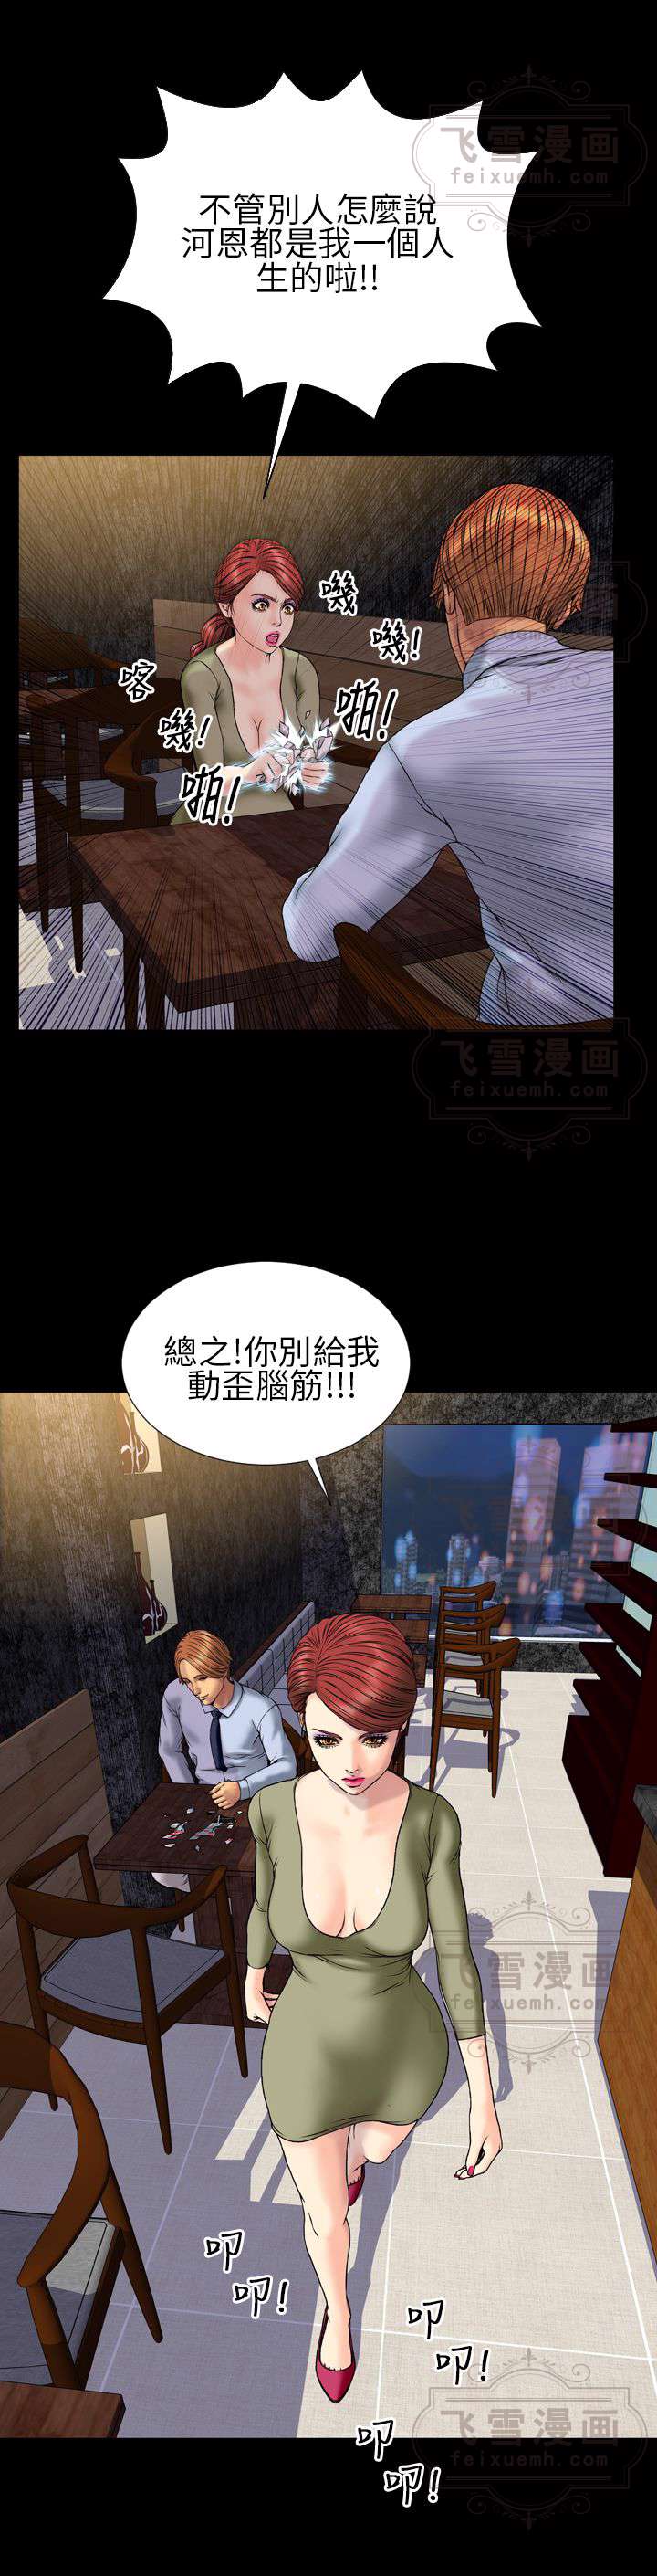 飞雪漫画
feixuemh.com
不管別人怎麼說
河恩都是我一個人
生的啦!!
嘰
嘰!
喀
嘰!
啪!
啪!
飞雪漫画
feixuemh.com
總之!你別給我
動歪腦筋!!!
飞雪漫画
feixuemh.com
叩
叩!
叩
叩!
叩
叩!
飞雪漫画
feixuemh.com